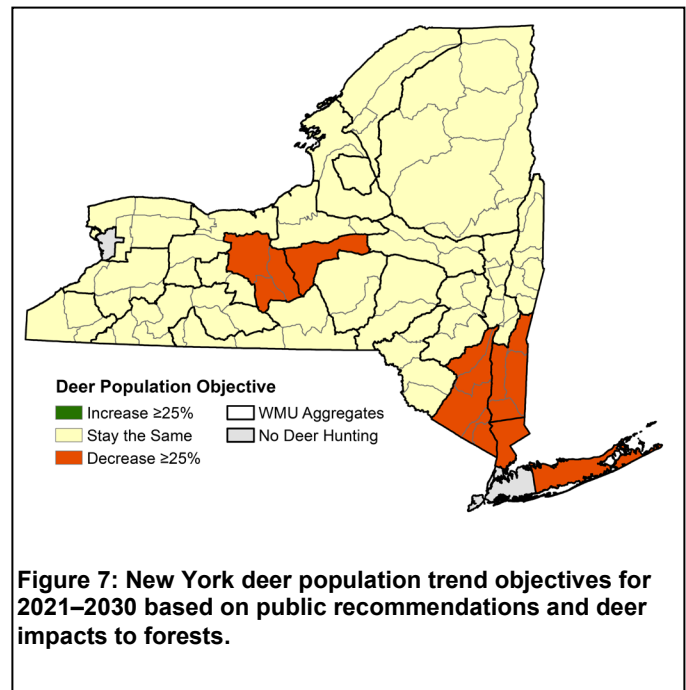 Deer Population Objective
Increase ≥25%
WMU Aggregates
Stay the Same
No Deer Hunting
Decrease ≥25%
Figure 7: New York deer population trend objectives for
2021–2030 based on public recommendations and deer
impacts to forests.